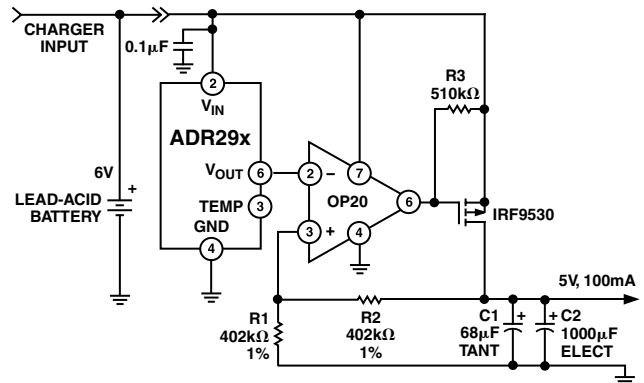 CHARGER
INPUT
0.1μF
2
VIN
ADR29x
VOUT
6
TEMP
3
GND
4
6V
+
LEAD-ACID
BATTERY
2
–
7
OP20
6
3
+
4
R3
510kΩ
IRF9530
5V, 100mA
R1
402kΩ
1%
R2
402kΩ
1%
C1
68μF
TANT
+
+
C2
1000μF
ELECT